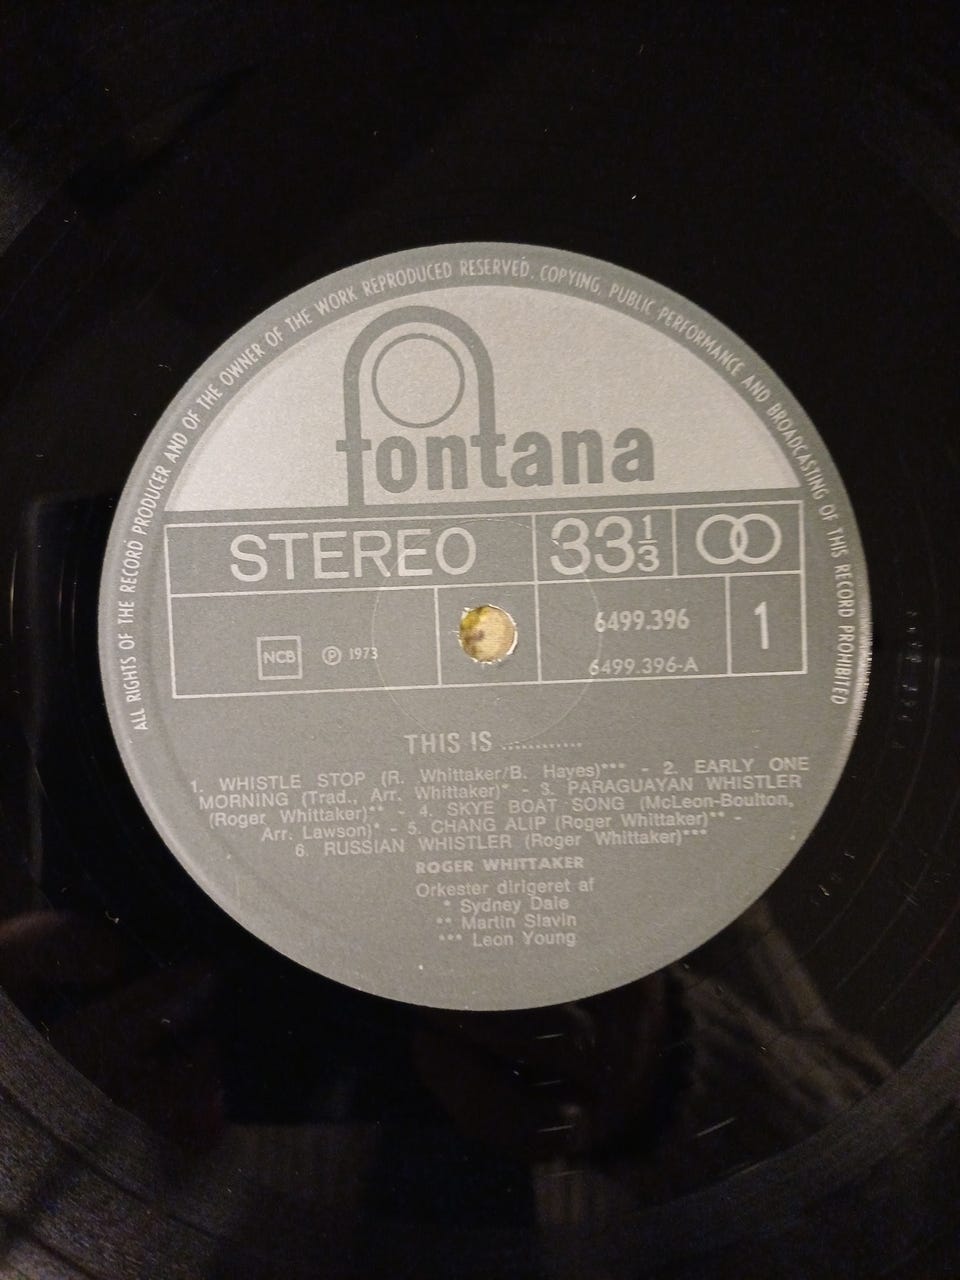 ALL RIGHTS OF THE RECORD PRODUCER AND OF THE OWNER OF THE WORK REPRODUCED RESERVED. COPYING, PUBLIC PERFORMANCE AND BROADCASTING OF THIS RECORD PROHIBITED
fontana
STEREO 33 1/3
NCB ℗ 1973 6499.396 1
6499.396-A
THIS IS ............
1. WHISTLE STOP (R. Whittaker/B. Hayes)*** - 2. EARLY ONE
MORNING (Trad., Arr. Whittaker)* - 3. PARAGUAYAN WHISTLER
(Roger Whittaker)** - 4. SKYE BOAT SONG (McLeon-Boulton,
Arr. Lawson)* - 5. CHANG ALIP (Roger Whittaker)** -
6. RUSSIAN WHISTLER (Roger Whittaker)***
ROGER WHITTAKER
Orkester dirigeret af
* Sydney Dale
** Martin Slavin
*** Leon Young